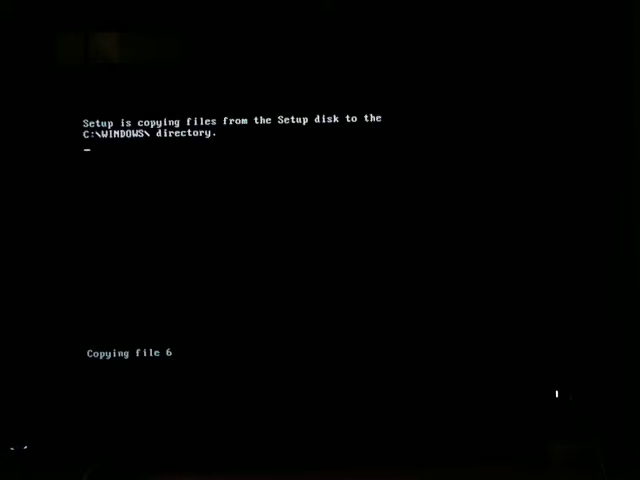 Setup is copying files from the Setup disk to the
C:\WINDOWS\ directory.
Copying file 6